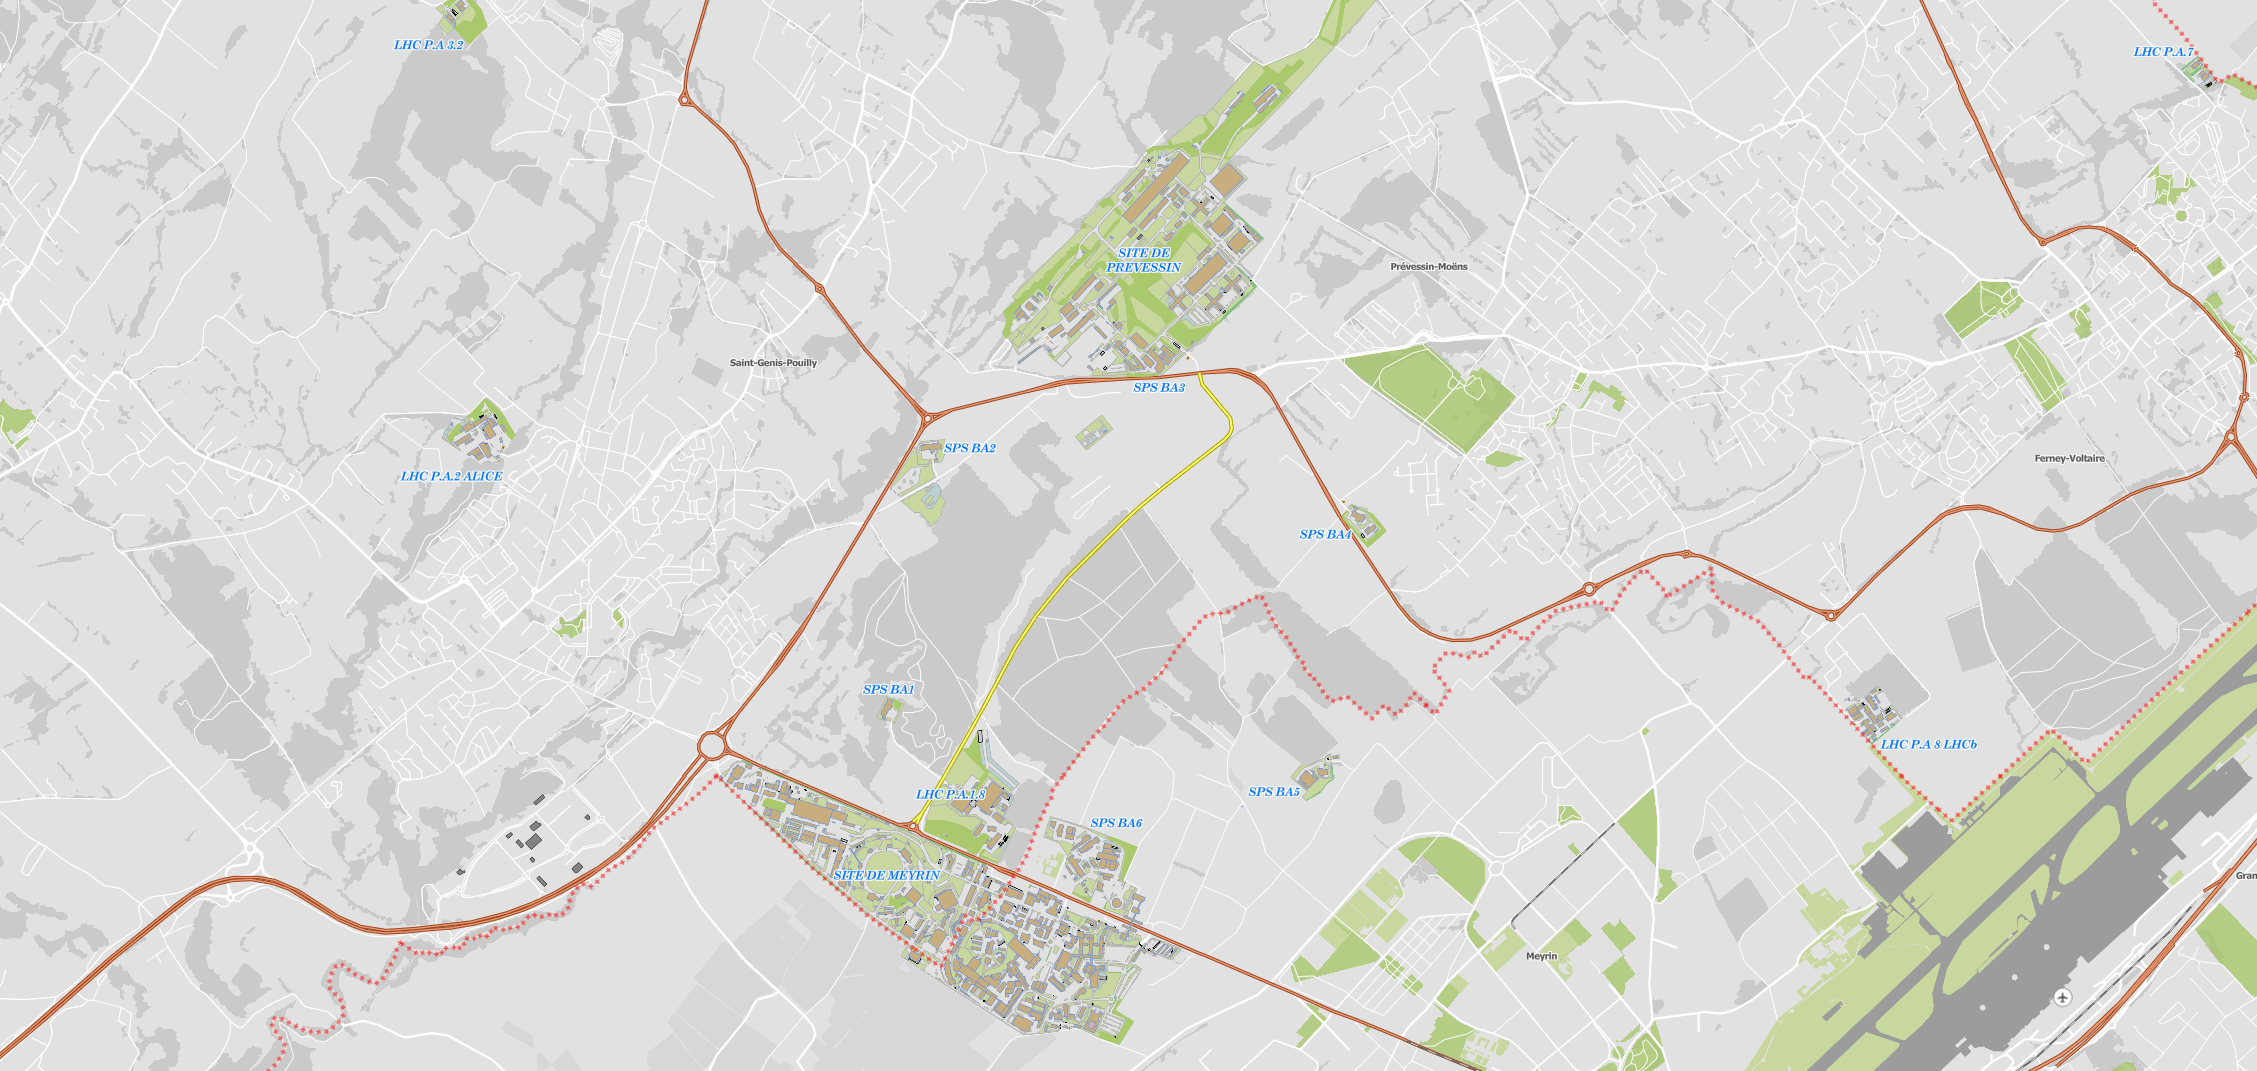 LHC P.A 3.2
LHC P.A.7
SITE DE
PREVESSIN
Prévessin-Moëns
Saint-Genis-Pouilly
SPS BA3
SPS BA2
Ferney-Voltaire
LHC P.A.2 ALICE
SPS BA4
SPS BA1
LHC P.A 8 LHCb
LHC P.A.1.8
SPS BA5
SPS BA6
SITE DE MEYRIN
Gran
Meyrin